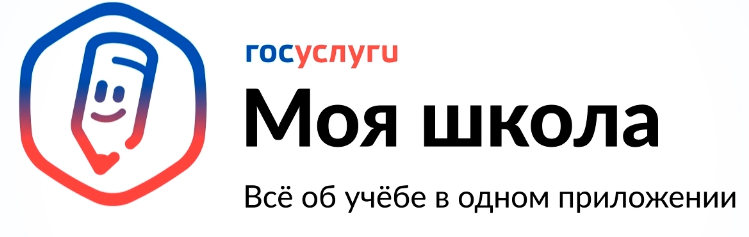 госуслуги
Моя школа
Всё об учёбе в одном приложении